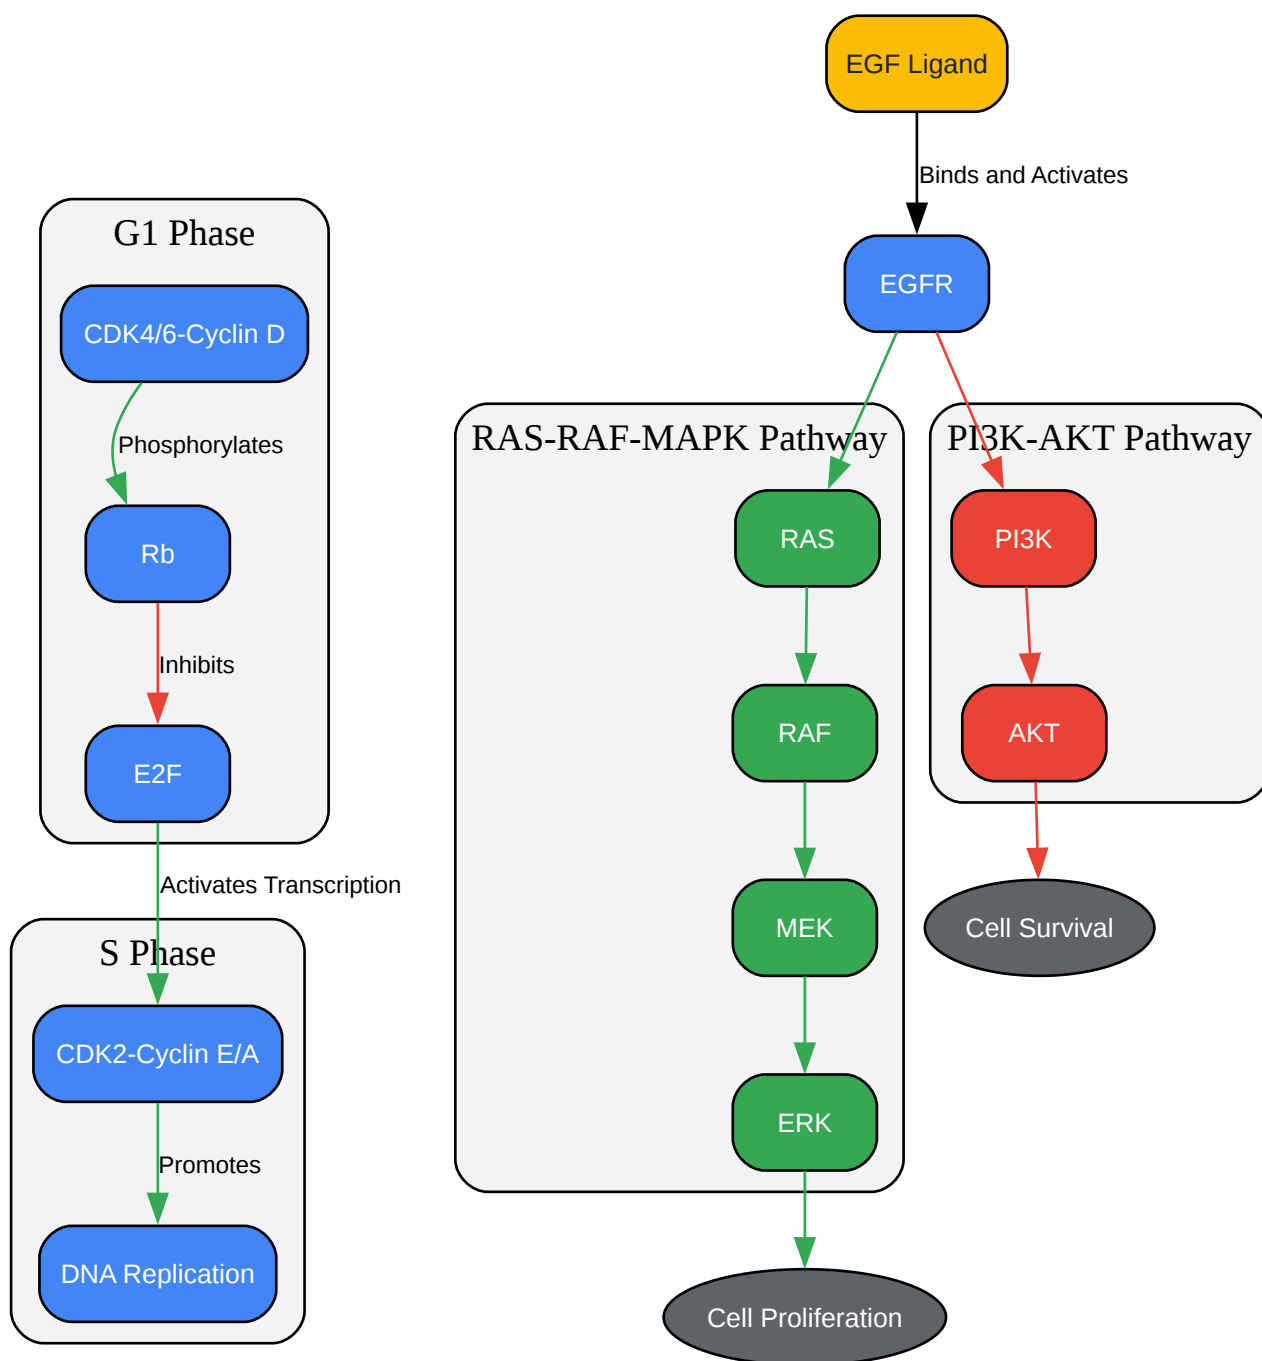 G1 Phase
CDK4/6-Cyclin D
Phosphorylates
Rb
Inhibits
E2F
Activates Transcription
S Phase
CDK2-Cyclin E/A
Promotes
DNA Replication
EGF Ligand
Binds and Activates
EGFR
RAS-RAF-MAPK Pathway
RAS
RAF
MEK
ERK
Cell Proliferation
PI3K-AKT Pathway
PI3K
AKT
Cell Survival